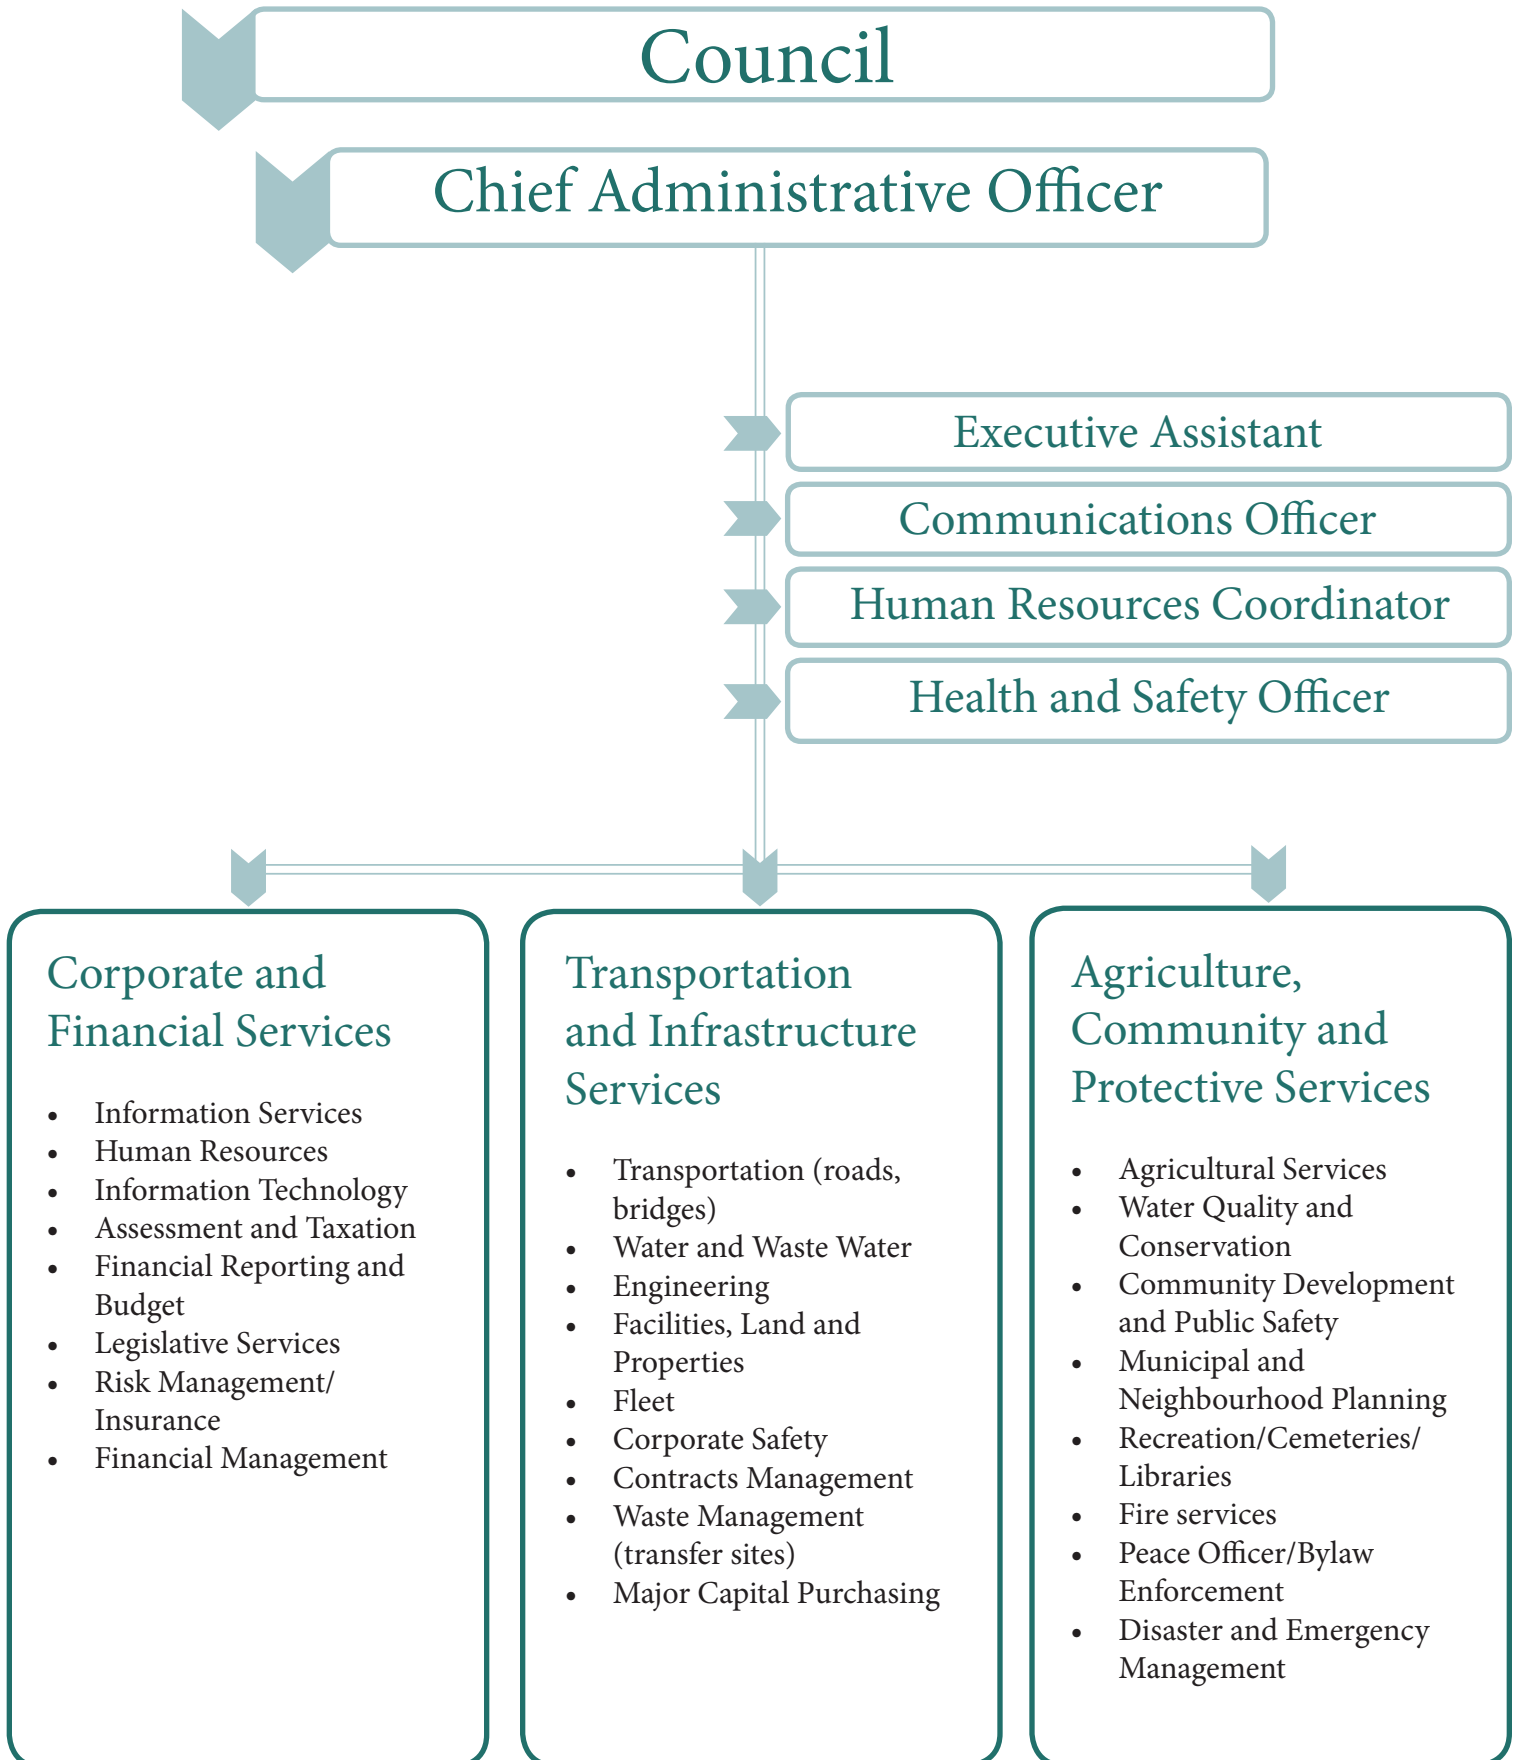 Council
Chief Administrative Officer
Executive Assistant
Communications Officer
Human Resources Coordinator
Health and Safety Officer
Corporate and
Financial Services
• Information Services
• Human Resources
• Information Technology
• Assessment and Taxation
• Financial Reporting and
Budget
• Legislative Services
• Risk Management/
Insurance
• Financial Management
Transportation
and Infrastructure
Services
• Transportation (roads,
bridges)
• Water and Waste Water
• Engineering
• Facilities, Land and
Properties
• Fleet
• Corporate Safety
• Contracts Management
• Waste Management
(transfer sites)
• Major Capital Purchasing
Agriculture,
Community and
Protective Services
• Agricultural Services
• Water Quality and
Conservation
• Community Development
and Public Safety
• Municipal and
Neighbourhood Planning
• Recreation/Cemeteries/
Libraries
• Fire services
• Peace Officer/Bylaw
Enforcement
• Disaster and Emergency
Management